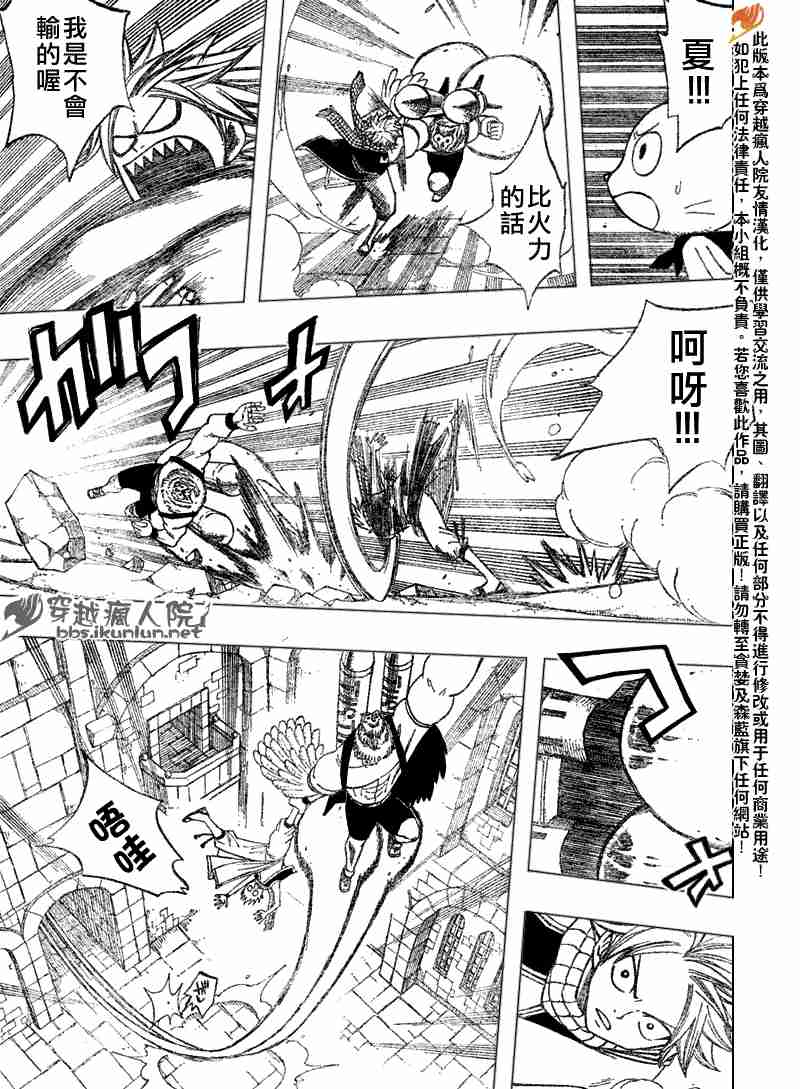 夏!!!
比火力
的話
我是不會
輸的喔
呵呀!!!
ガッ
メ
穿越瘋人院
bbs.ikunlun.net
唔
哇
此版本爲穿越瘋人院友情漢化，僅供學習交流之用，其圖、翻譯以及任何部分不得進行修改或用于任何商業用途！
如犯上任何法律責任，本小組概不負責。若您喜歡此作品，請購買正版！請勿轉至貪婪及森藍旗下任何網站！